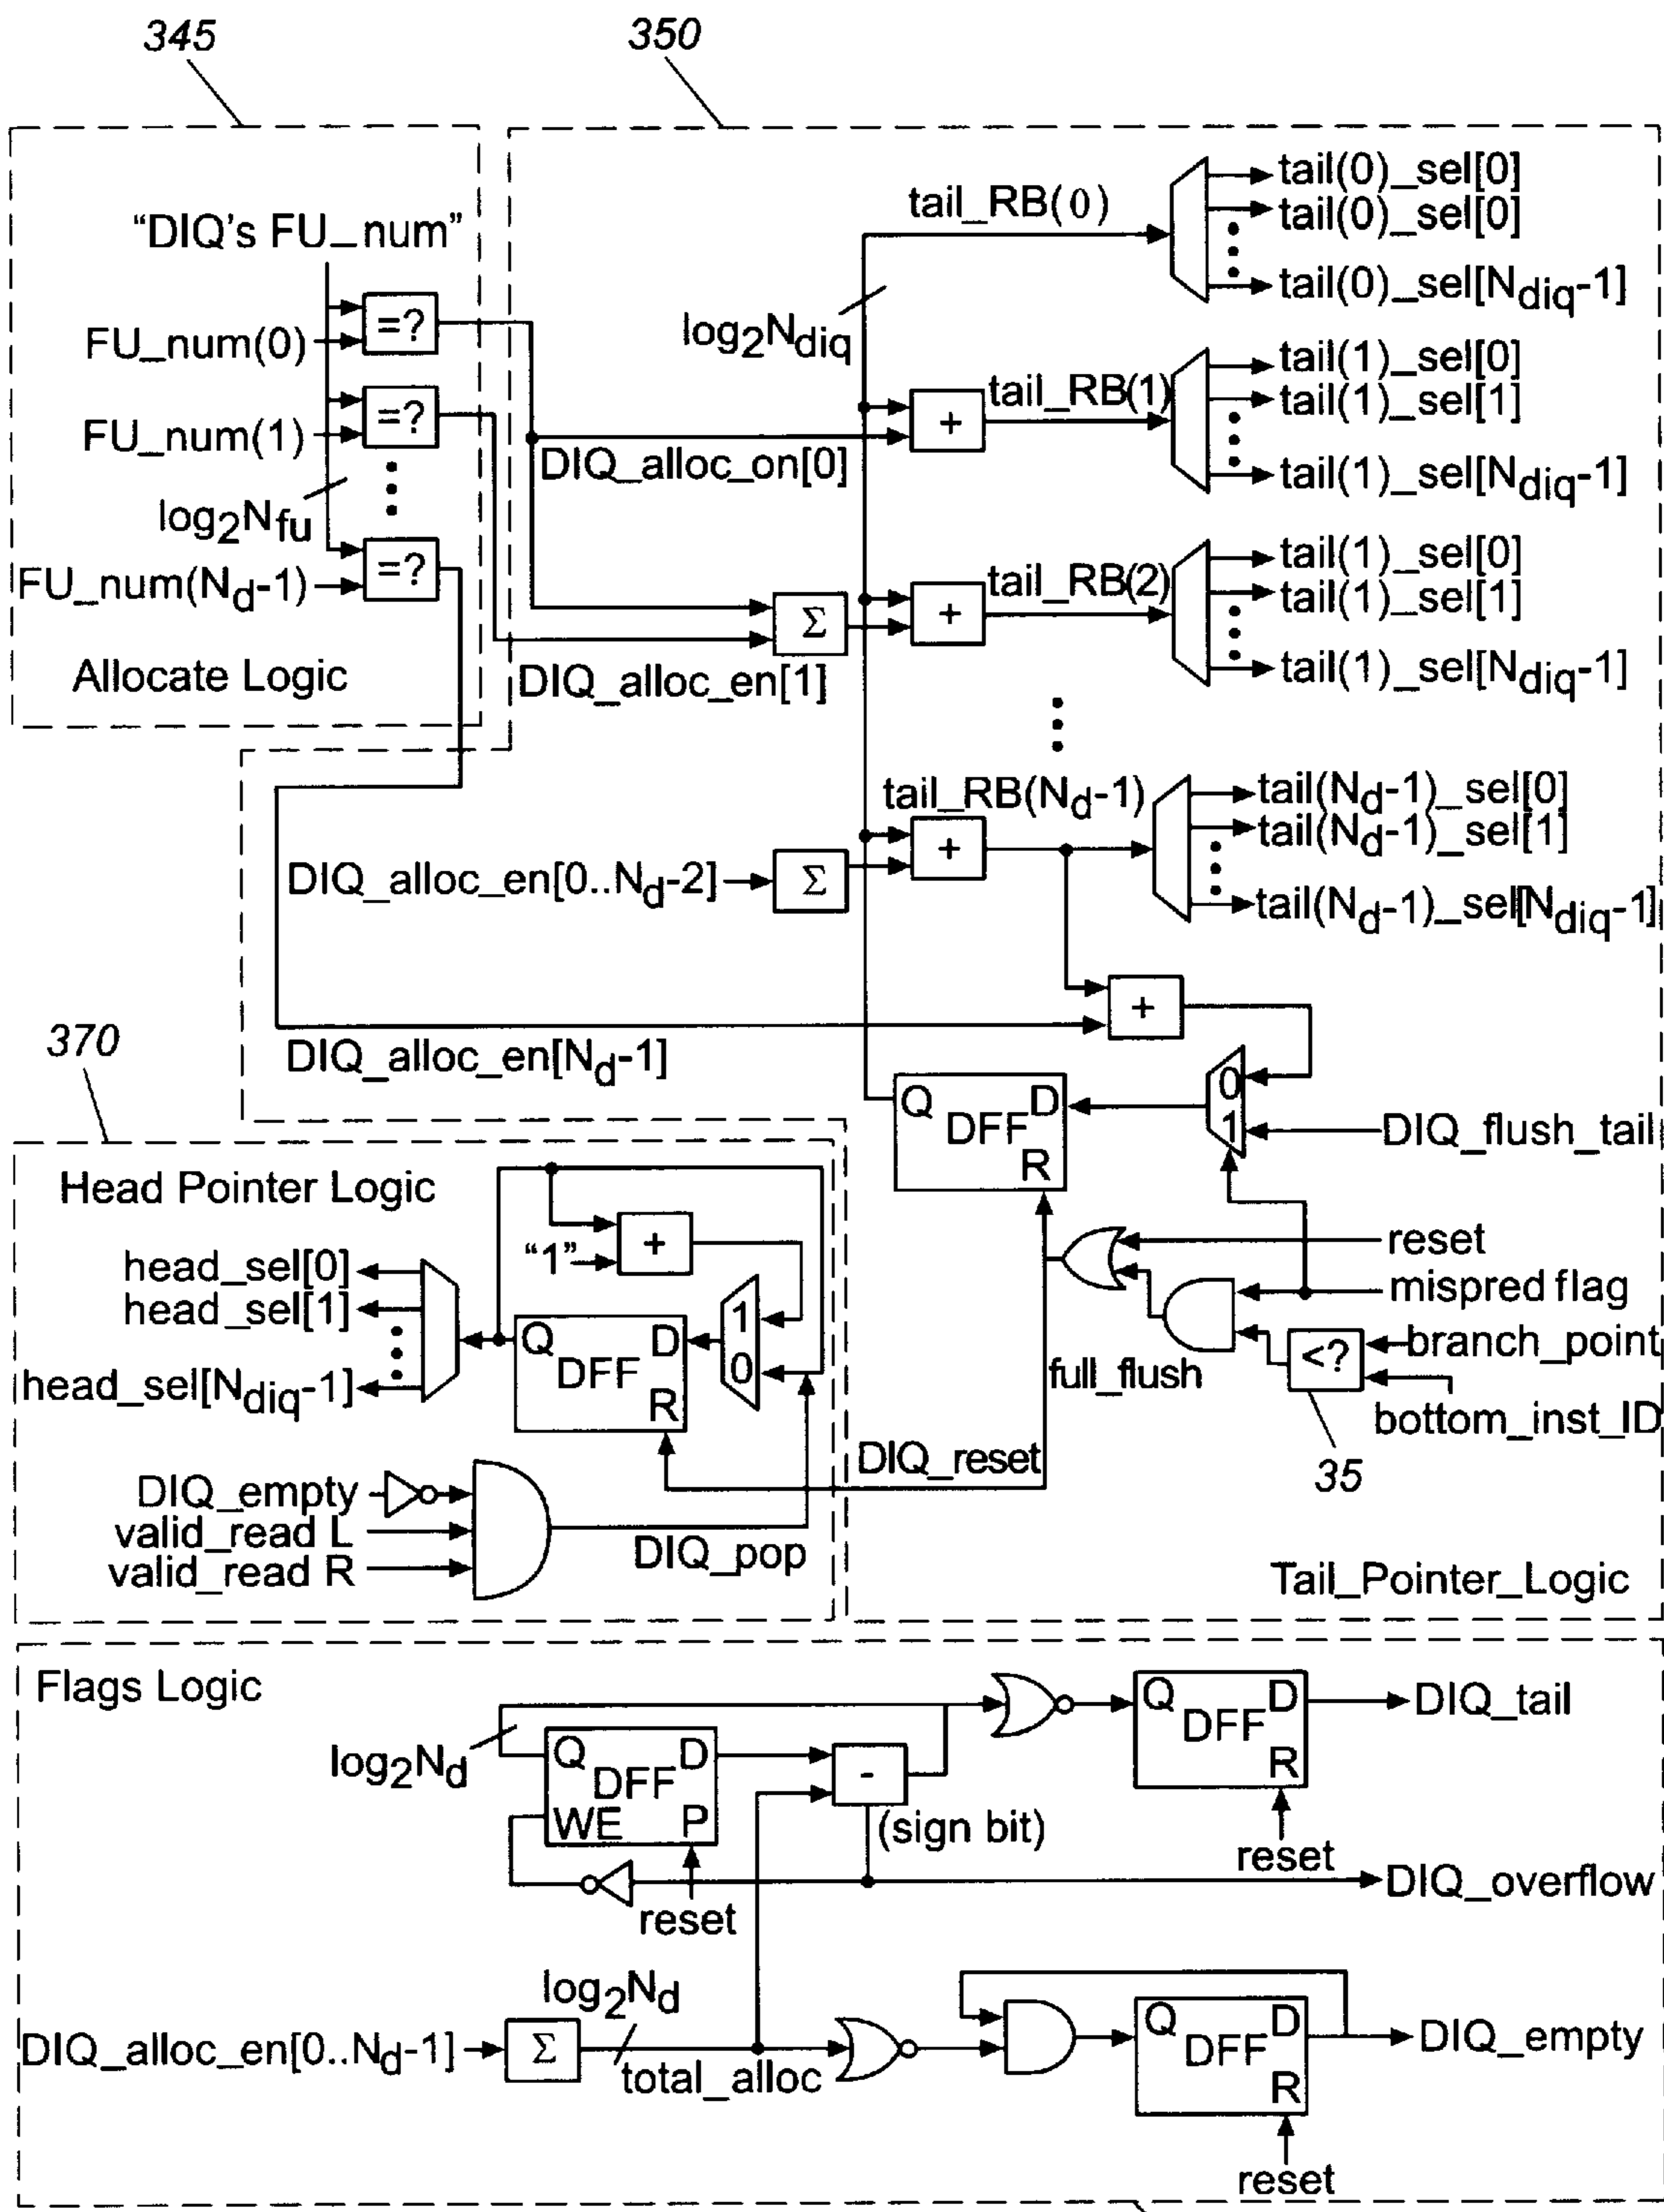 345
350
"DIQ's FU_num"
FU_num(0)
=?
FU_num(1)
=?
log2Nfu
FU_num(Nd-1)
=?
Allocate Logic
tail_RB(0)
tail(0)_sel[0]
tail(0)_sel[0]
tail(0)_sel[Ndiq-1]
log2Ndiq
DIQ_alloc_on[0]
+
tail_RB(1)
tail(1)_sel[0]
tail(1)_sel[1]
tail(1)_sel[Ndiq-1]
Σ
+
DIQ_alloc_en[1]
tail_RB(2)
tail(1)_sel[0]
tail(1)_sel[1]
tail(1)_sel[Ndiq-1]
DIQ_alloc_en[0..Nd-2]
Σ
+
tail_RB(Nd-1)
tail(Nd-1)_sel[0]
tail(Nd-1)_sel[1]
tail(Nd-1)_sel[Ndiq-1]
+
DIQ_alloc_en[Nd-1]
Q DFF D R
0
1
DIQ_flush_tail
reset
mispred flag
branch_point
<?
bottom_inst_ID
35
full_flush
DIQ_reset
Tail_Pointer_Logic
370
Head Pointer Logic
"1"
+
head_sel[0]
head_sel[1]
head_sel[Ndiq-1]
Q DFF D R
1
0
DIQ_empty
valid_read L
valid_read R
DIQ_pop
Flags Logic
log2Nd
Q DFF D
WE P
reset
-
(sign bit)
Q DFF D R
reset
DIQ_tail
DIQ_overflow
DIQ_alloc_en[0..Nd-1]
Σ
log2Nd
total_alloc
Q DFF D R
reset
DIQ_empty